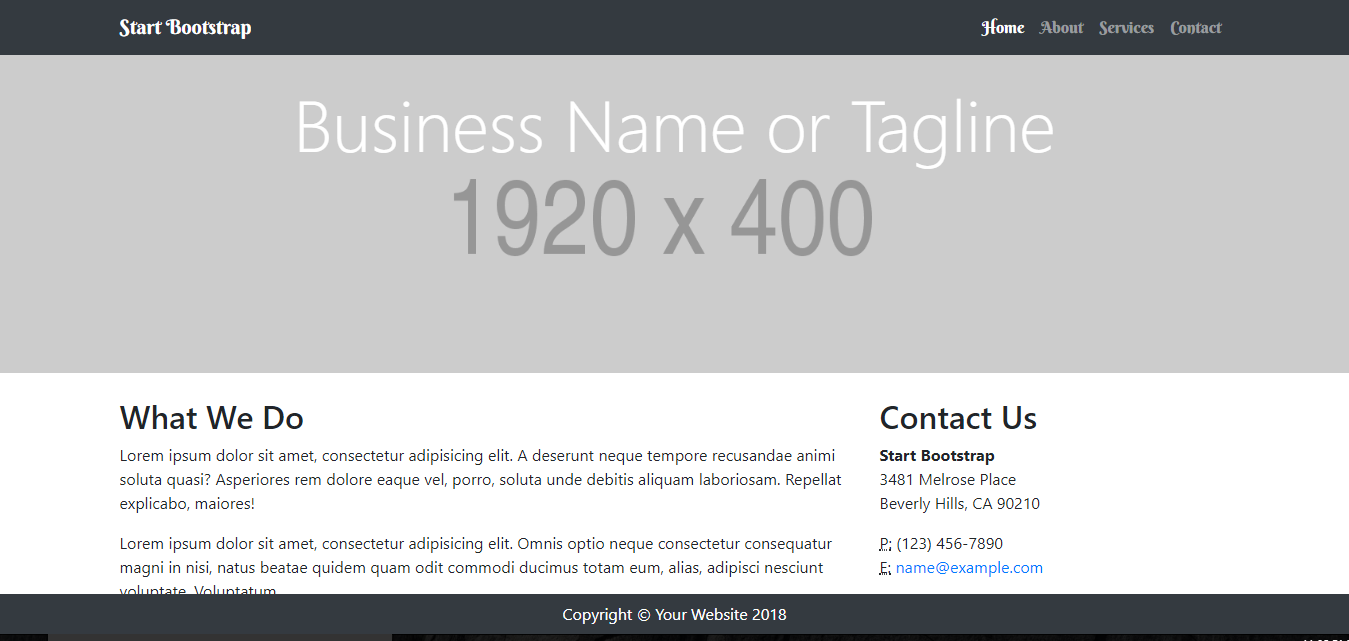 Start Bootstrap Home About Services Contact
Business Name or Tagline
1920 x 400
What We Do
Lorem ipsum dolor sit amet, consectetur adipisicing elit. A deserunt neque tempore recusandae animi
soluta quasi? Asperiores rem dolore eaque vel, porro, soluta unde debitis aliquam laboriosam. Repellat
explicabo, maiores!
Lorem ipsum dolor sit amet, consectetur adipisicing elit. Omnis optio neque consectetur consequatur
magni in nisi, natus beatae quidem quam odit commodi ducimus totam eum, alias, adipisci nesciunt
voluptate. Voluptatum
Contact Us
Start Bootstrap
3481 Melrose Place
Beverly Hills, CA 90210
P: (123) 456-7890
E: name@example.com
Copyright © Your Website 2018